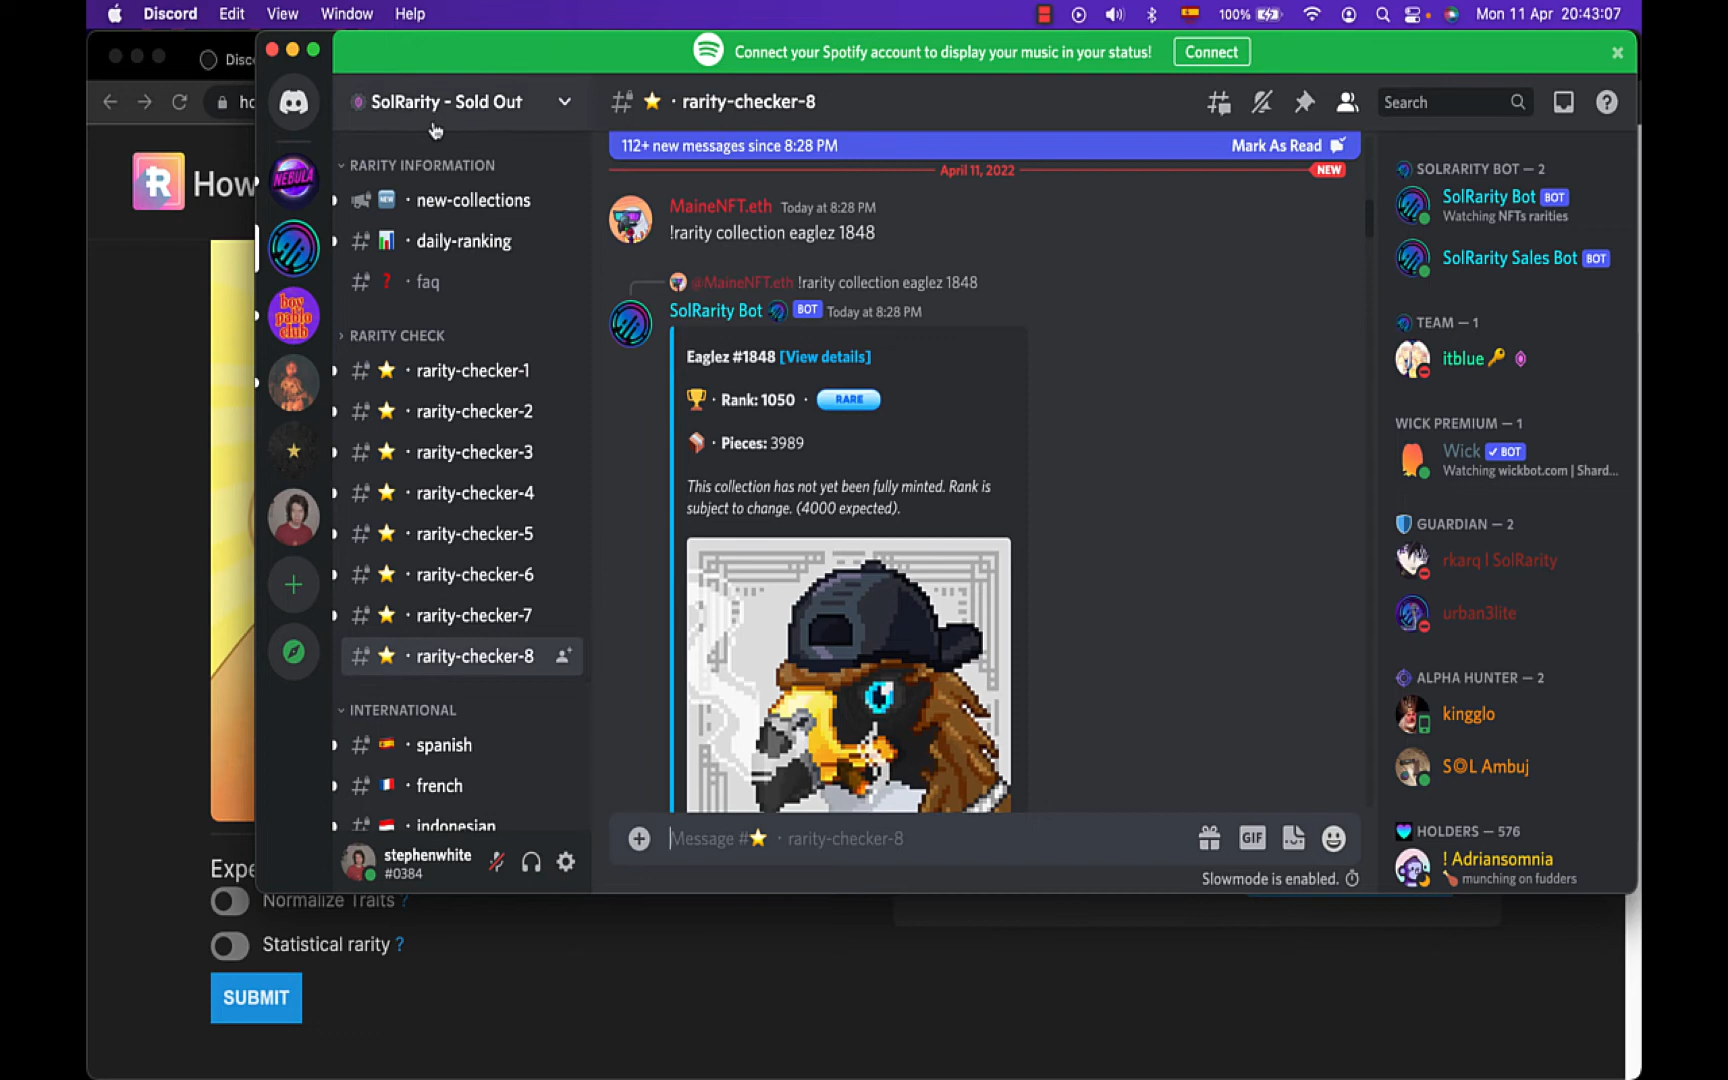 Discord Edit View Window Help 100% Mon 11 Apr 20:43:07
Connect your Spotify account to display your music in your status! Connect
Disc
SolRarity - Sold Out
rarity-checker-8
Search
112+ new messages since 8:28 PM Mark As Read
April 11, 2022 NEW
How
NEBULA
boy
pablo
club
RARITY INFORMATION
new-collections
daily-ranking
faq
RARITY CHECK
rarity-checker-1
rarity-checker-2
rarity-checker-3
rarity-checker-4
rarity-checker-5
rarity-checker-6
rarity-checker-7
rarity-checker-8
INTERNATIONAL
spanish
french
indonesian
stephenwhite
#0384
MaineNFT.eth Today at 8:28 PM
!rarity collection eaglez 1848
@MaineNFT.eth !rarity collection eaglez 1848
SolRarity Bot BOT Today at 8:28 PM
Eaglez #1848 [View details]
· Rank: 1050 · RARE
· Pieces: 3989
This collection has not yet been fully minted. Rank is
subject to change. (4000 expected).
Message # · rarity-checker-8
GIF
Slowmode is enabled.
SOLRARITY BOT — 2
SolRarity Bot BOT
Watching NFTs rarities
SolRarity Sales Bot BOT
TEAM — 1
itblue
WICK PREMIUM — 1
Wick BOT
Watching wickbot.com | Shard...
GUARDIAN — 2
rkarq | SolRarity
urban3lite
ALPHA HUNTER — 2
kingglo
S◎L Ambuj
HOLDERS — 576
! Adriansomnia
munching on fudders
Expe
Normalize Traits ?
Statistical rarity ?
SUBMIT